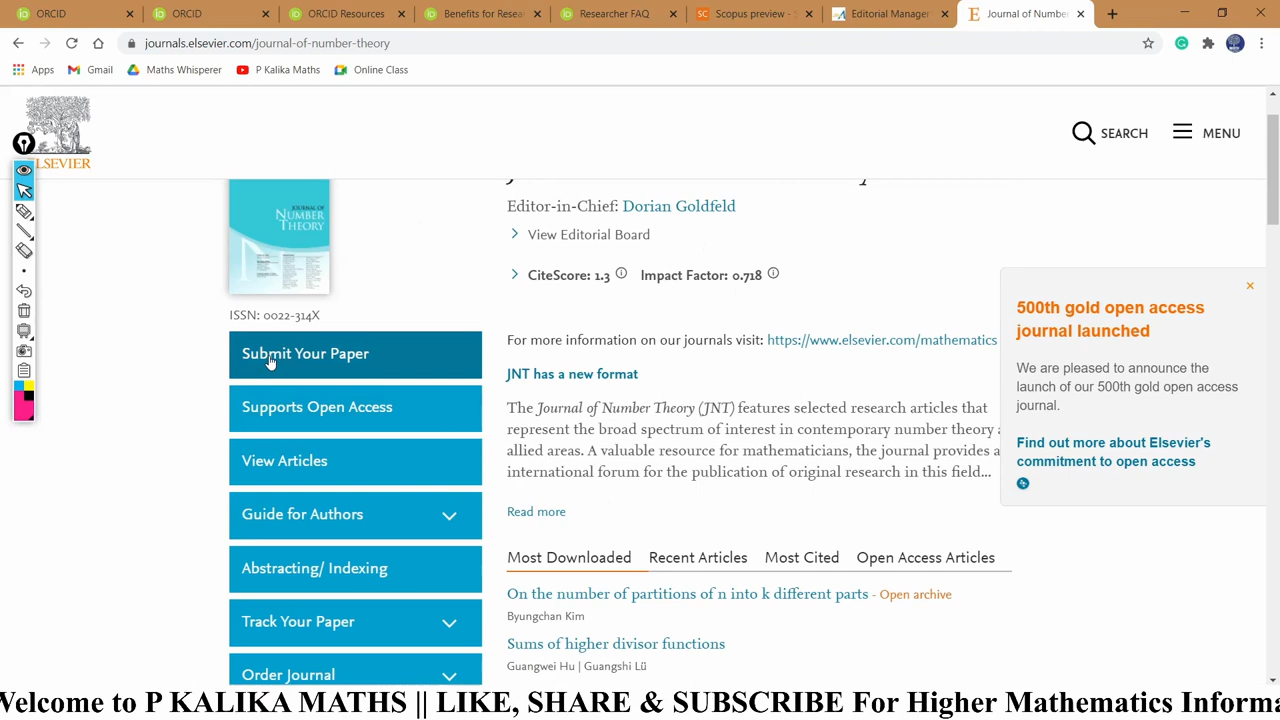 ORCID
ORCID
ORCID Resources
Benefits for Resea
Researcher FAQ
Scopus preview - S
Editorial Manager
Journal of Number
journals.elsevier.com/journal-of-number-theory
Apps
Gmail
Maths Whisperer
P Kalika Maths
Online Class
ELSEVIER
SEARCH
MENU
JOURNAL OF
NUMBER
THEORY
Editor-in-Chief: Dorian Goldfeld
View Editorial Board
CiteScore: 1.3
Impact Factor: 0.718
ISSN: 0022-314X
Submit Your Paper
Supports Open Access
View Articles
Guide for Authors
Abstracting/ Indexing
Track Your Paper
Order Journal
For more information on our journals visit: https://www.elsevier.com/mathematics
JNT has a new format
The Journal of Number Theory (JNT) features selected research articles that
represent the broad spectrum of interest in contemporary number theory a
allied areas. A valuable resource for mathematicians, the journal provides a
international forum for the publication of original research in this field...
Read more
Most Downloaded
Recent Articles
Most Cited
Open Access Articles
On the number of partitions of n into k different parts - Open archive
Byungchan Kim
Sums of higher divisor functions
Guangwei Hu | Guangshi Lü
500th gold open access
journal launched
We are pleased to announce the
launch of our 500th gold open access
journal.
Find out more about Elsevier's
commitment to open access
Welcome to P KALIKA MATHS || LIKE, SHARE & SUBSCRIBE For Higher Mathematics Informa